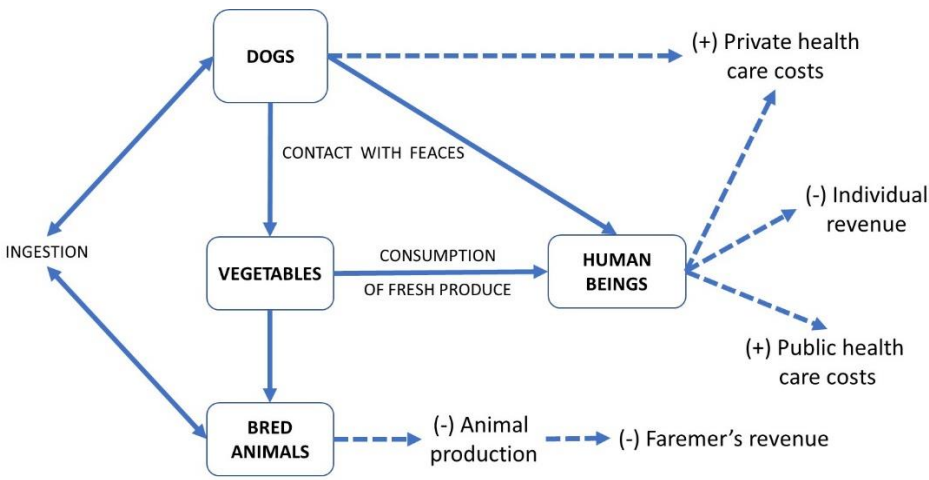 DOGS
(+) Private health
care costs
CONTACT WITH FEACES
(-) Individual
revenue
INGESTION
VEGETABLES
CONSUMPTION
OF FRESH PRODUCE
HUMAN
BEINGS
(+) Public health
care costs
BRED
ANIMALS
(-) Animal
production
(-) Faremer's revenue